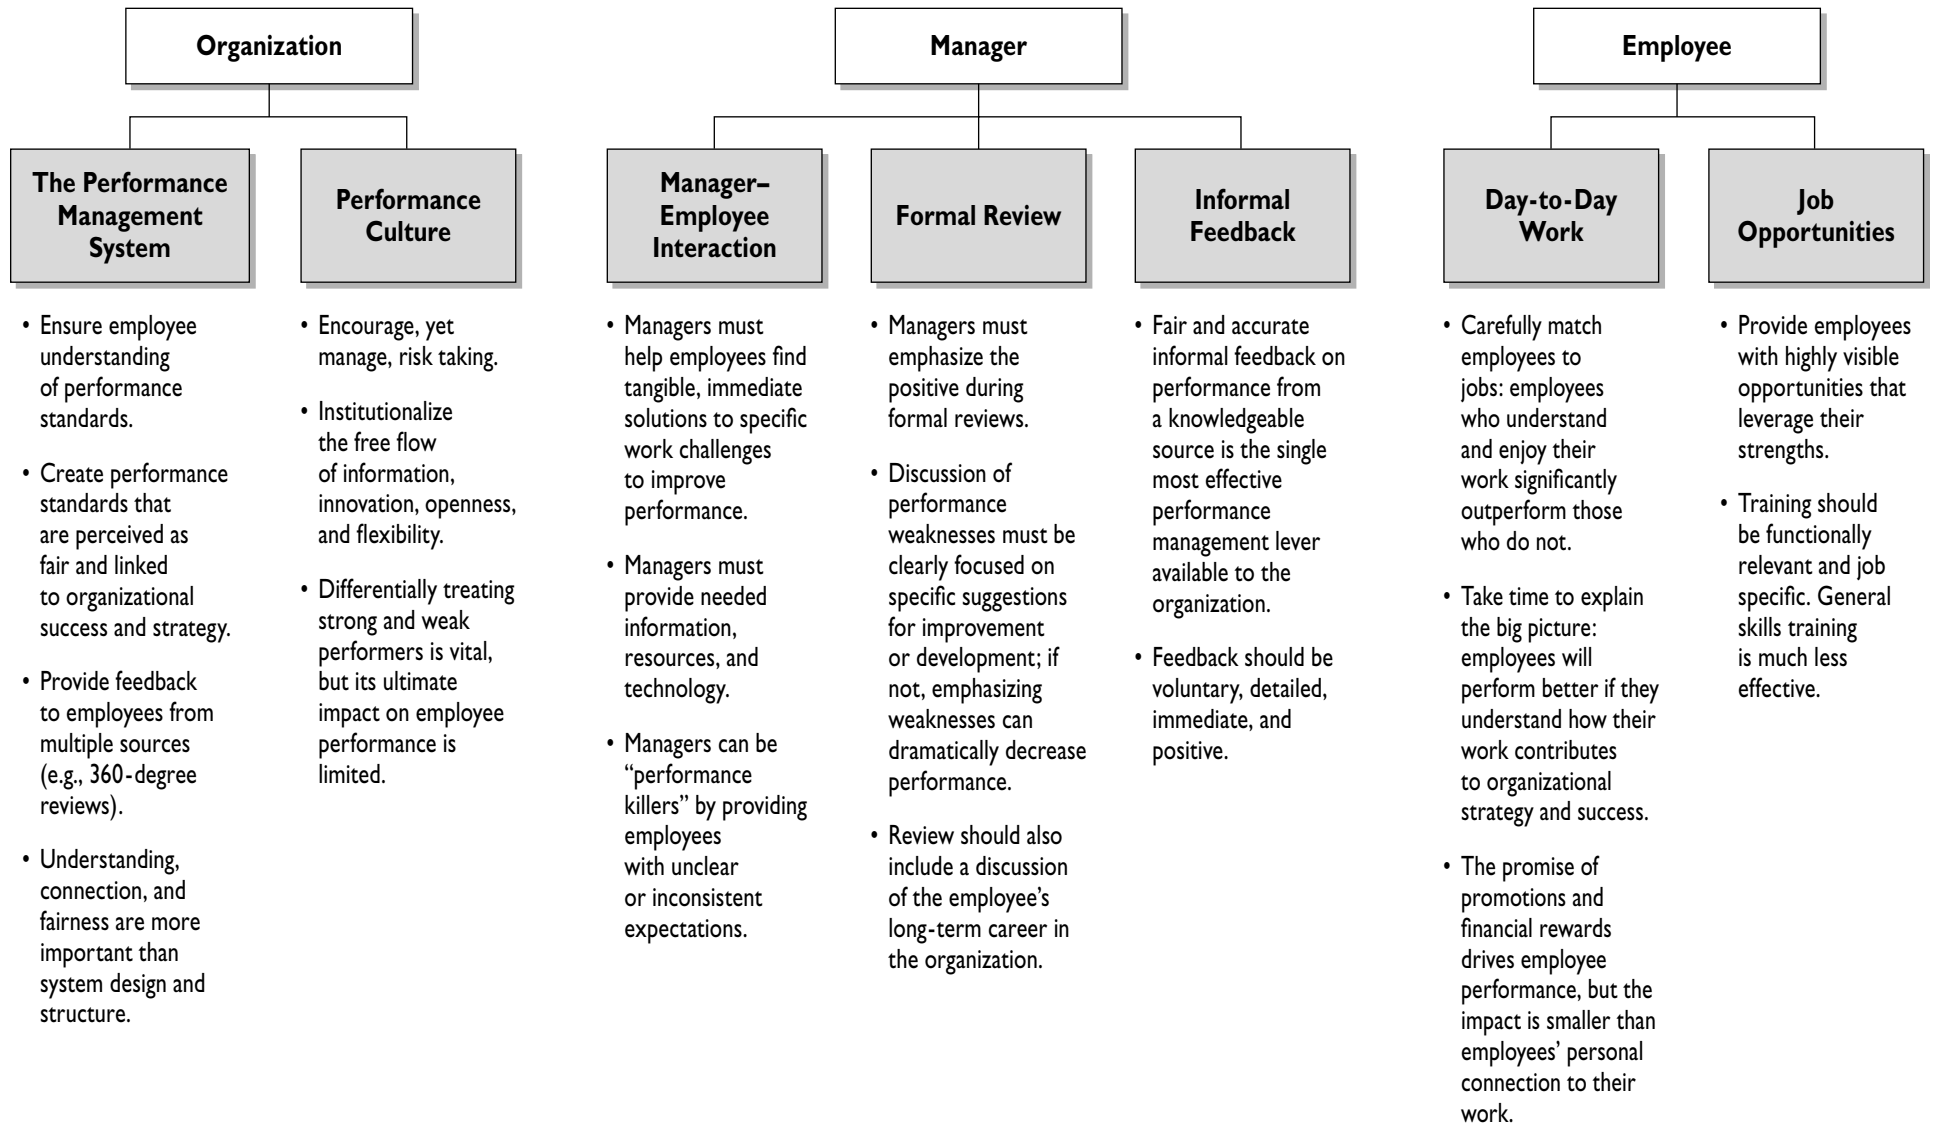 Organization
Manager
Employee
The Performance
Management
System
Performance
Culture
Manager–
Employee
Interaction
Formal Review
Informal
Feedback
Day-to-Day
Work
Job
Opportunities
• Ensure employee
understanding
of performance
standards.
• Create performance
standards that
are perceived as
fair and linked
to organizational
success and strategy.
• Provide feedback
to employees from
multiple sources
(e.g., 360-degree
reviews).
• Understanding,
connection, and
fairness are more
important than
system design and
structure.
• Encourage, yet
manage, risk taking.
• Institutionalize
the free flow
of information,
innovation, openness,
and flexibility.
• Differentially treating
strong and weak
performers is vital,
but its ultimate
impact on employee
performance is
limited.
• Managers must
help employees find
tangible, immediate
solutions to specific
work challenges
to improve
performance.
• Managers must
provide needed
information,
resources, and
technology.
• Managers can be
“performance
killers” by providing
employees
with unclear
or inconsistent
expectations.
• Managers must
emphasize the
positive during
formal reviews.
• Discussion of
performance
weaknesses must be
clearly focused on
specific suggestions
for improvement
or development; if
not, emphasizing
weaknesses can
dramatically decrease
performance.
• Review should also
include a discussion
of the employee’s
long-term career in
the organization.
• Fair and accurate
informal feedback on
performance from
a knowledgeable
source is the single
most effective
performance
management lever
available to the
organization.
• Feedback should be
voluntary, detailed,
immediate, and
positive.
• Carefully match
employees to
jobs: employees
who understand
and enjoy their
work significantly
outperform those
who do not.
• Take time to explain
the big picture:
employees will
perform better if they
understand how their
work contributes
to organizational
strategy and success.
• The promise of
promotions and
financial rewards
drives employee
performance, but the
impact is smaller than
employees’ personal
connection to their
work.
• Provide employees
with highly visible
opportunities that
leverage their
strengths.
• Training should
be functionally
relevant and job
specific. General
skills training
is much less
effective.